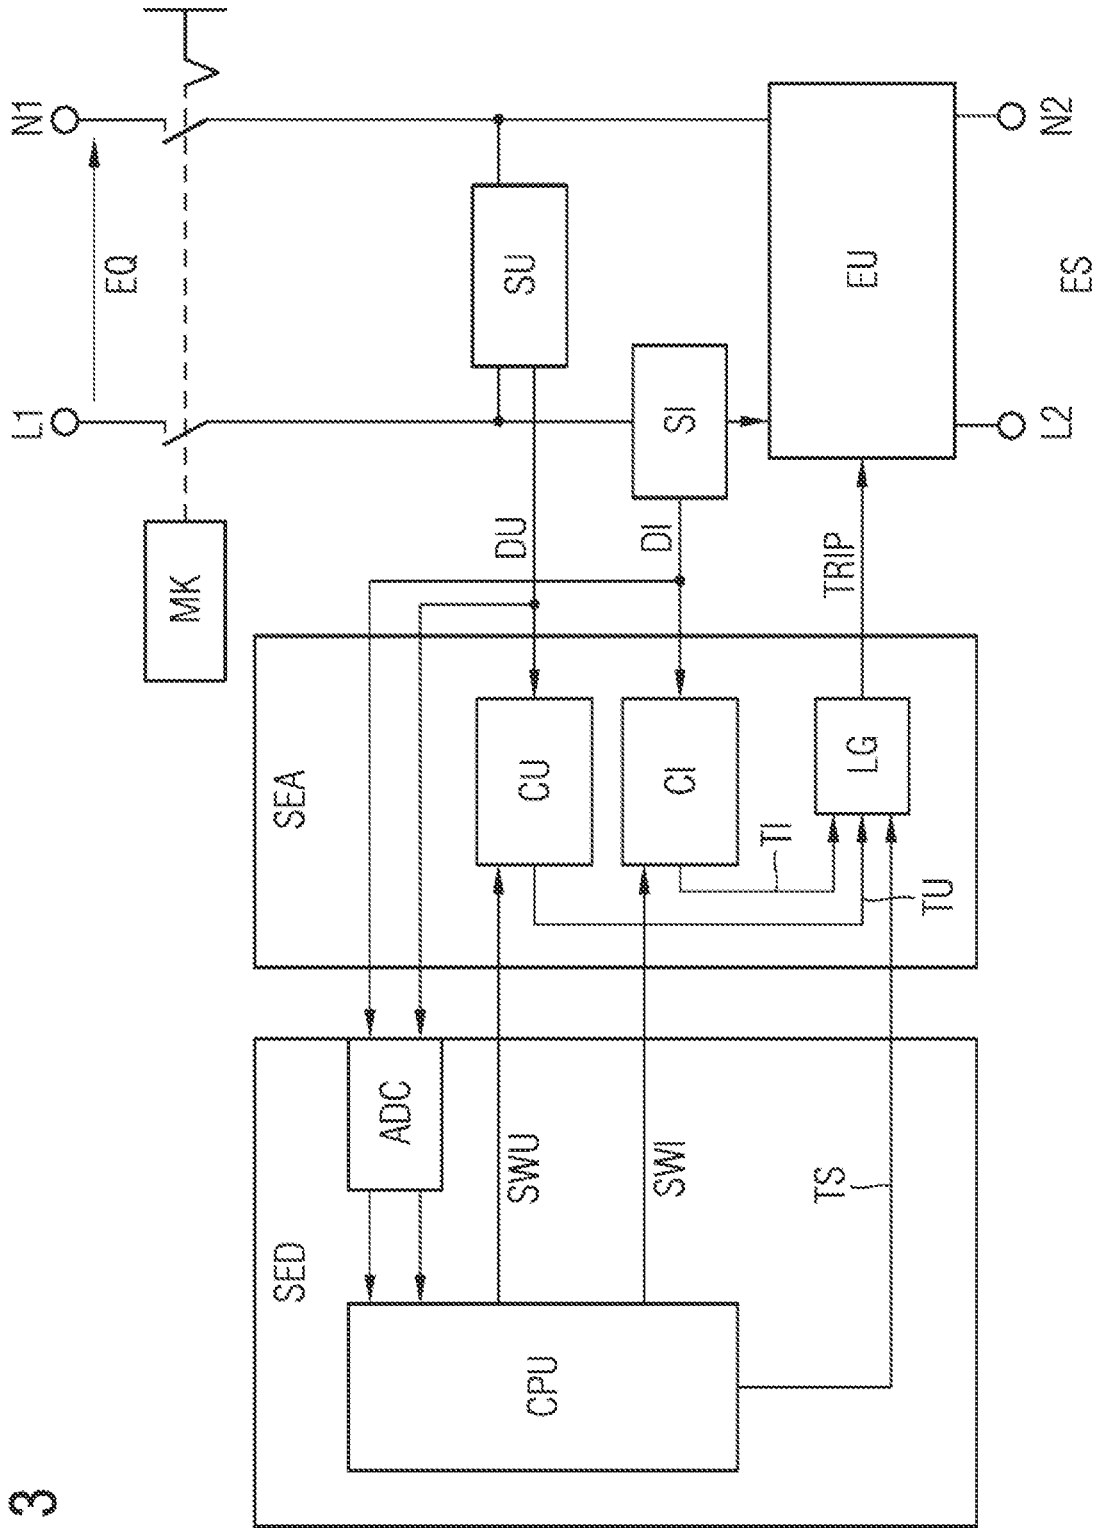 3
L1
N1
EQ
MK
SU
SI
EU
DU
DI
TRIP
L2
N2
ES
SEA
CU
CI
LG
TI
TU
SED
ADC
SWU
SWI
TS
CPU